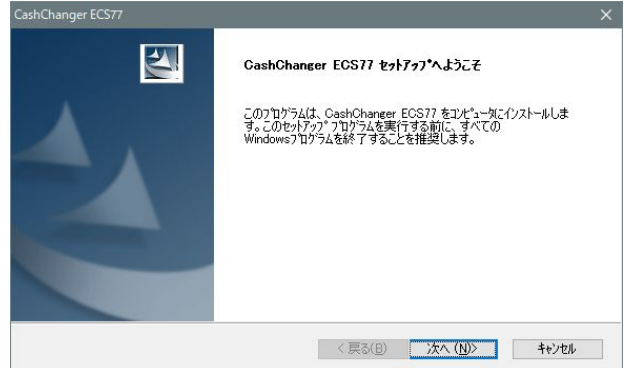 CashChanger ECS77
CashChanger ECS77 ｾｯﾄｱｯﾌﾟへようこそ
このﾌﾟﾛｸﾞﾗﾑは、CashChanger ECS77 をｺﾝﾋﾟｭｰﾀにインストールしま
す。このｾｯﾄｱｯﾌﾟ ﾌﾟﾛｸﾞﾗﾑを実行する前に、すべての
Windowsﾌﾟﾛｸﾞﾗﾑを終了することを推奨します。
< 戻る(B)
次へ (N)>
ｷｬﾝｾﾙ